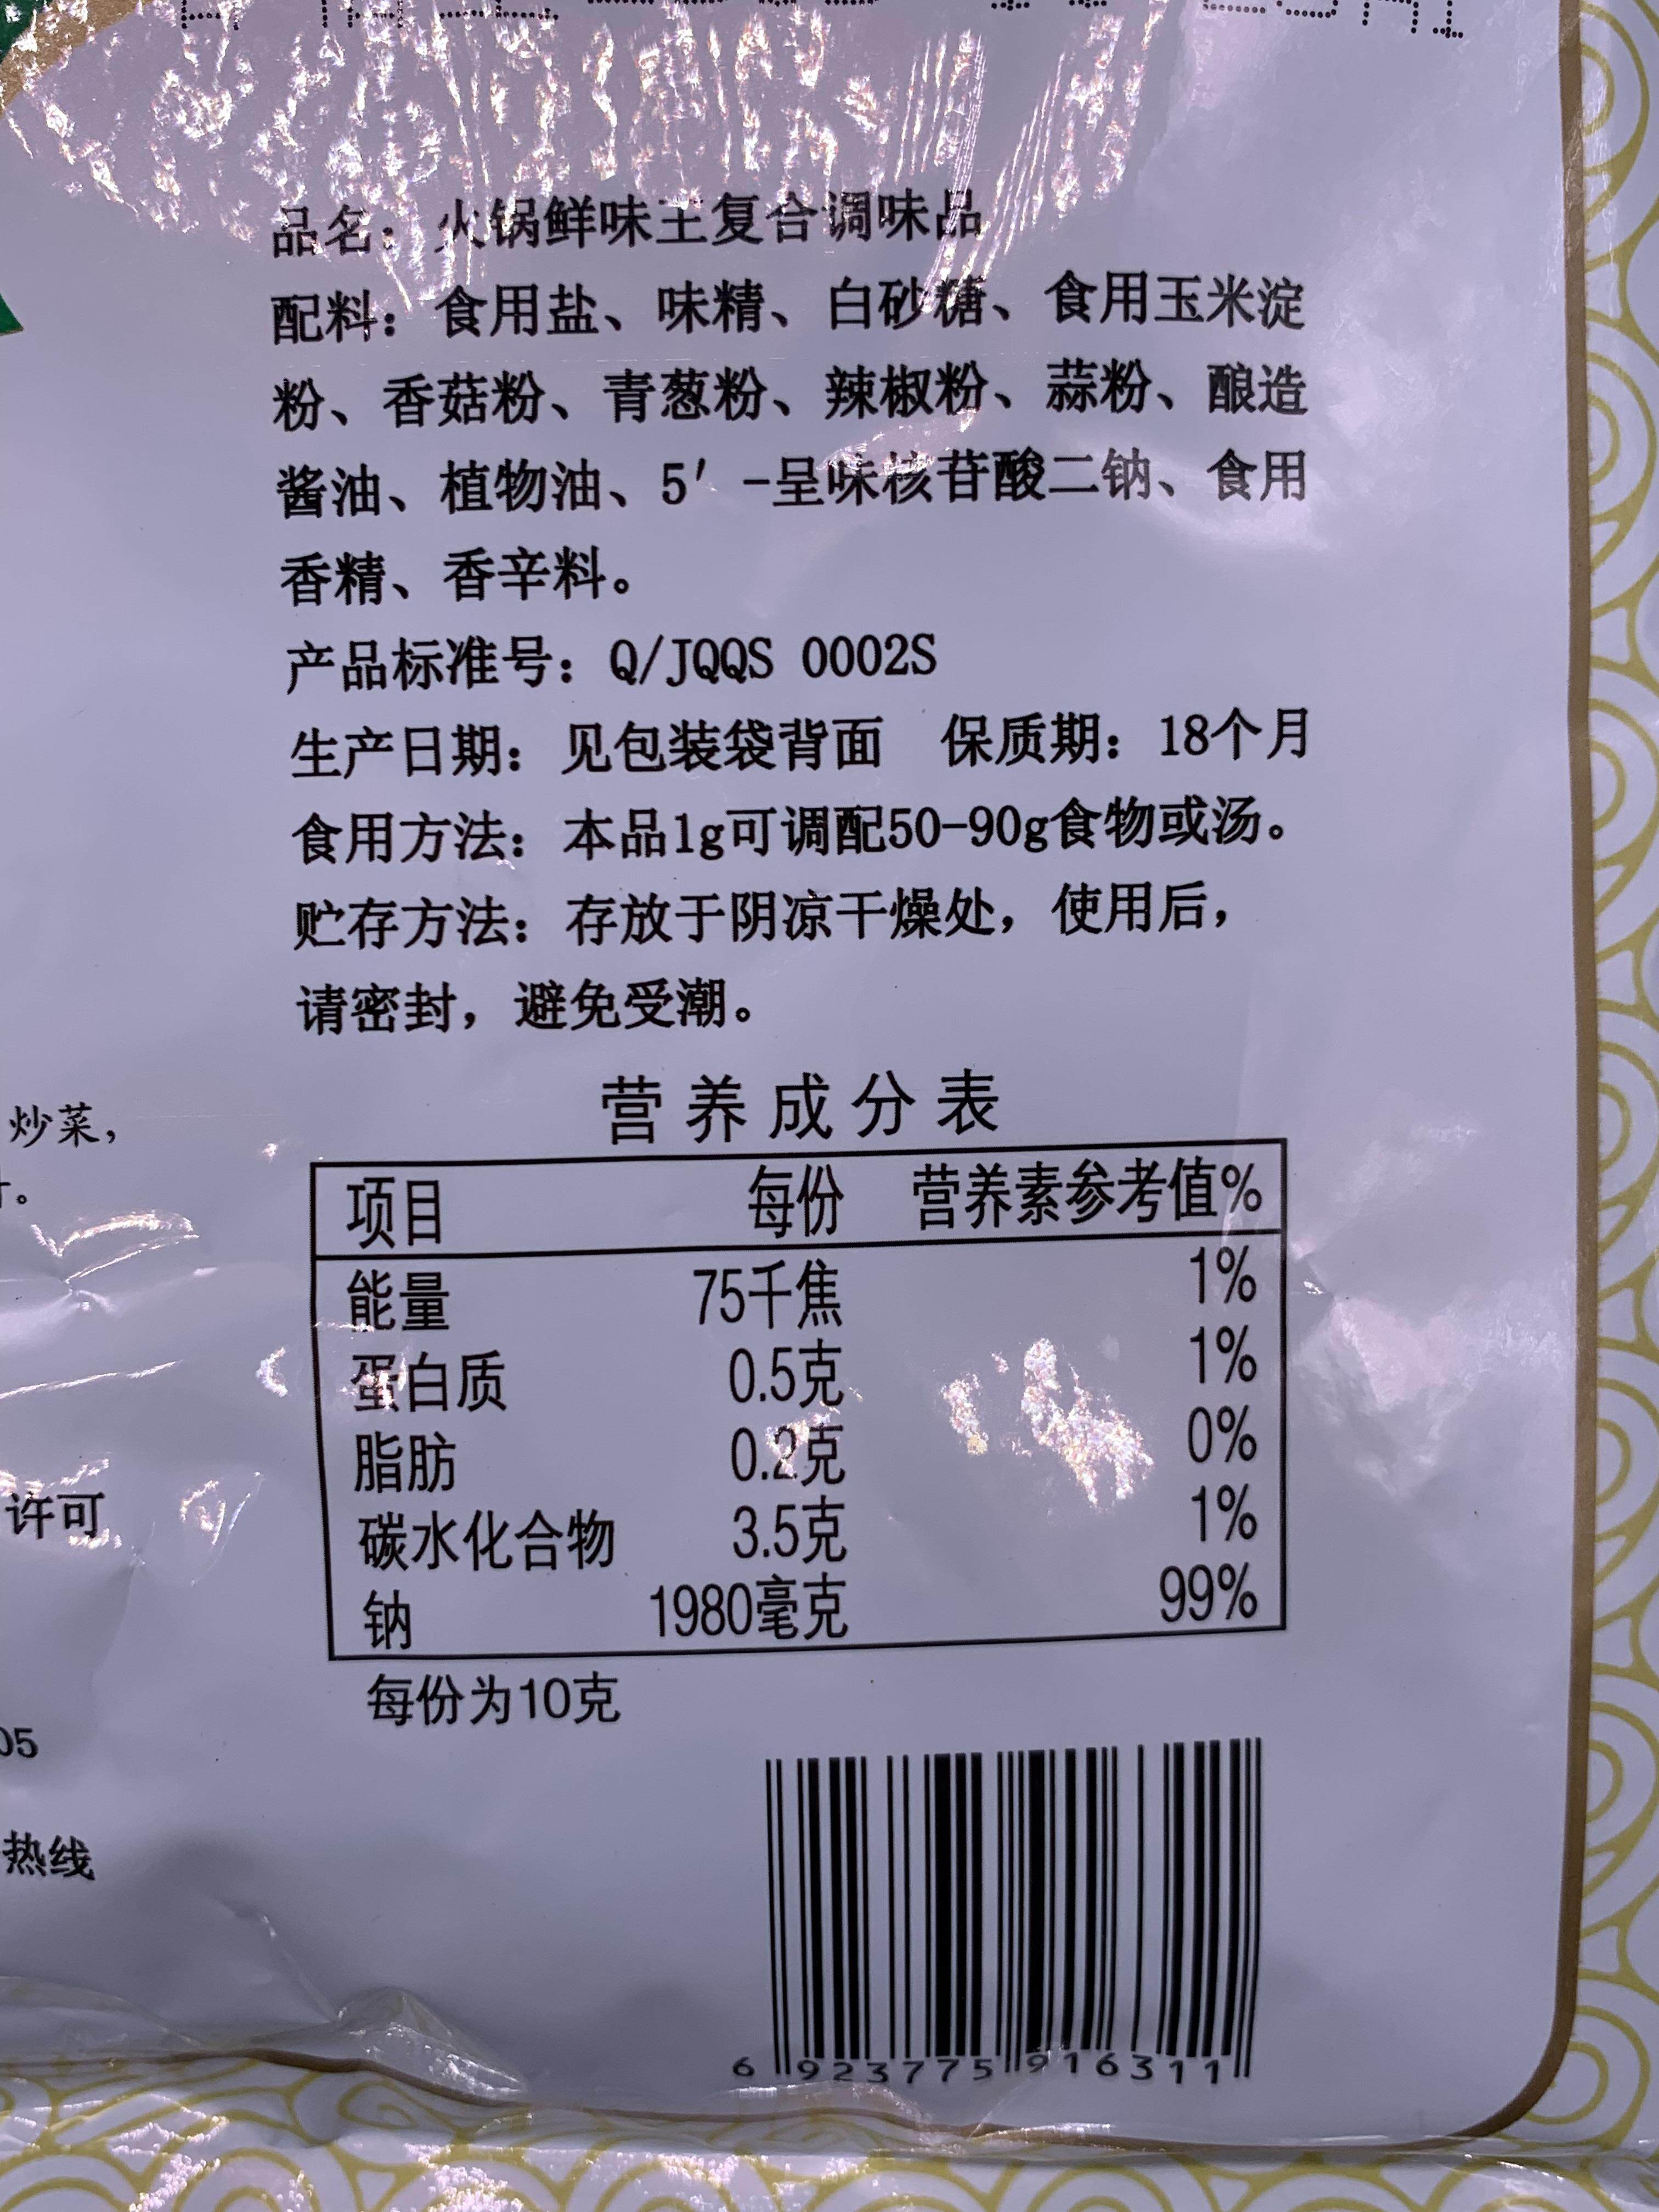 品名：火锅鲜味王复合调味品
配料：食用盐、味精、白砂糖、食用玉米淀
粉、香菇粉、青葱粉、辣椒粉、蒜粉、酿造
酱油、植物油、5′-呈味核苷酸二钠、食用
香精、香辛料。
产品标准号：Q/JQQS 0002S
生产日期：见包装袋背面 保质期：18个月
食用方法：本品1g可调配50-90g食物或汤。
贮存方法：存放于阴凉干燥处，使用后，
请密封，避免受潮。
炒菜，
许可
05
热线
营养成分表
项目 每份 营养素参考值%
能量 75千焦 1%
蛋白质 0.5克 1%
脂肪 0.2克 0%
碳水化合物 3.5克 1%
钠 1980毫克 99%
每份为10克
6 923775 916311